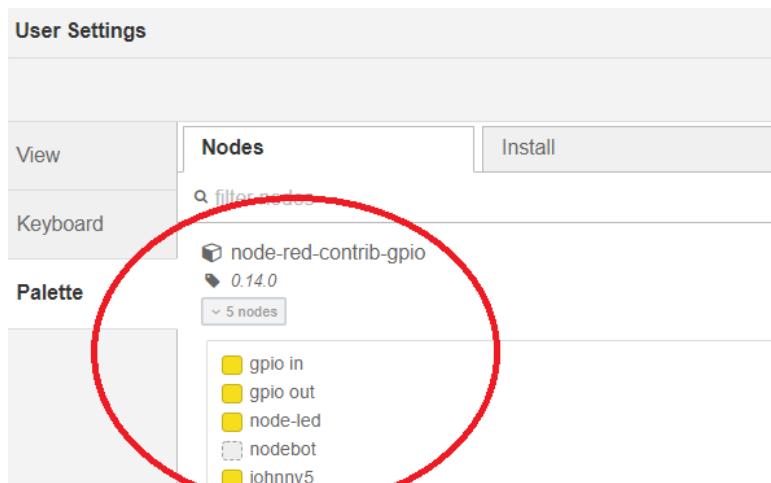 User Settings
View
Keyboard
Palette
Nodes
Install
filter nodes
node-red-contrib-gpio
0.14.0
5 nodes
gpio in
gpio out
node-led
nodebot
johnny5